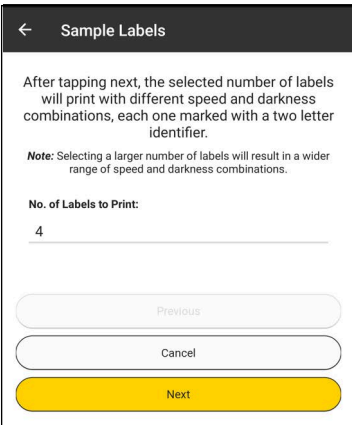 Sample Labels
After tapping next, the selected number of labels
will print with different speed and darkness
combinations, each one marked with a two letter
identifier.
Note: Selecting a larger number of labels will result in a wider
range of speed and darkness combinations.
No. of Labels to Print:
4
Previous
Cancel
Next